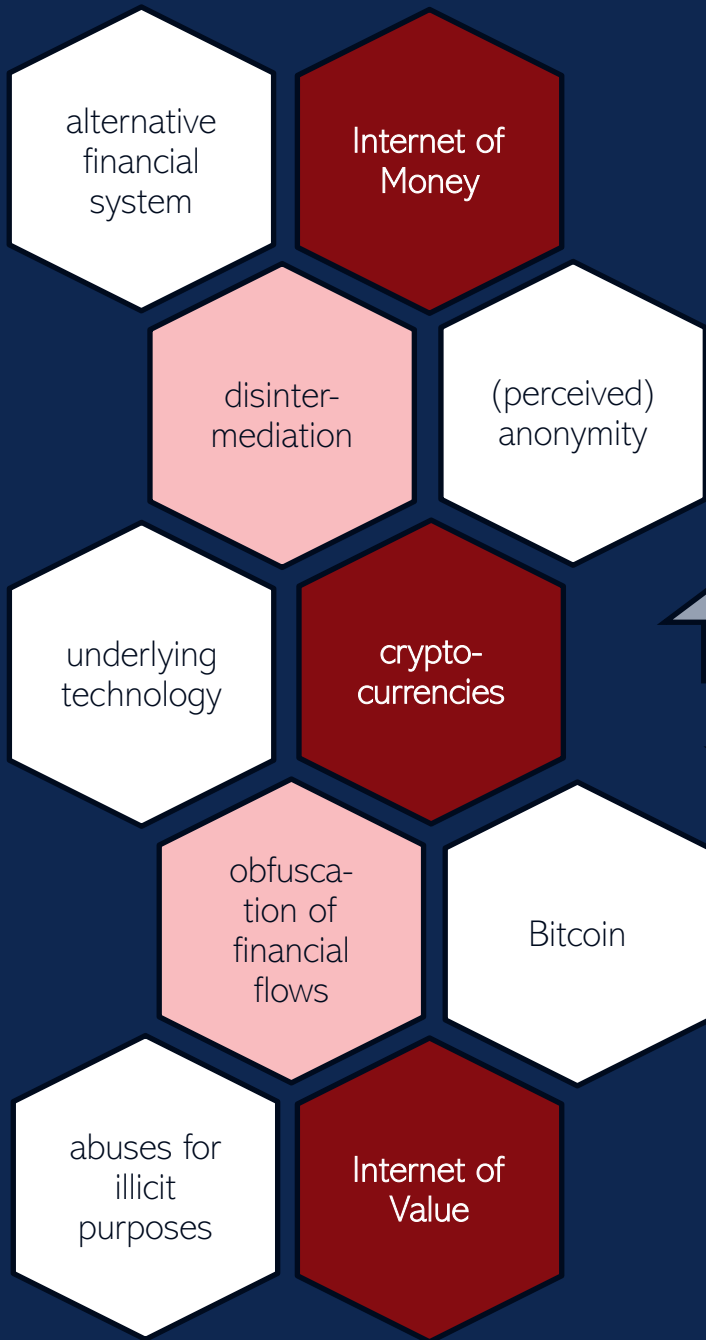 alternative
financial
system
Internet of
Money
disinter-
mediation
(perceived)
anonymity
underlying
technology
crypto-
currencies
obfusca-
tion of
financial
flows
Bitcoin
abuses for
illicit
purposes
Internet of
Value